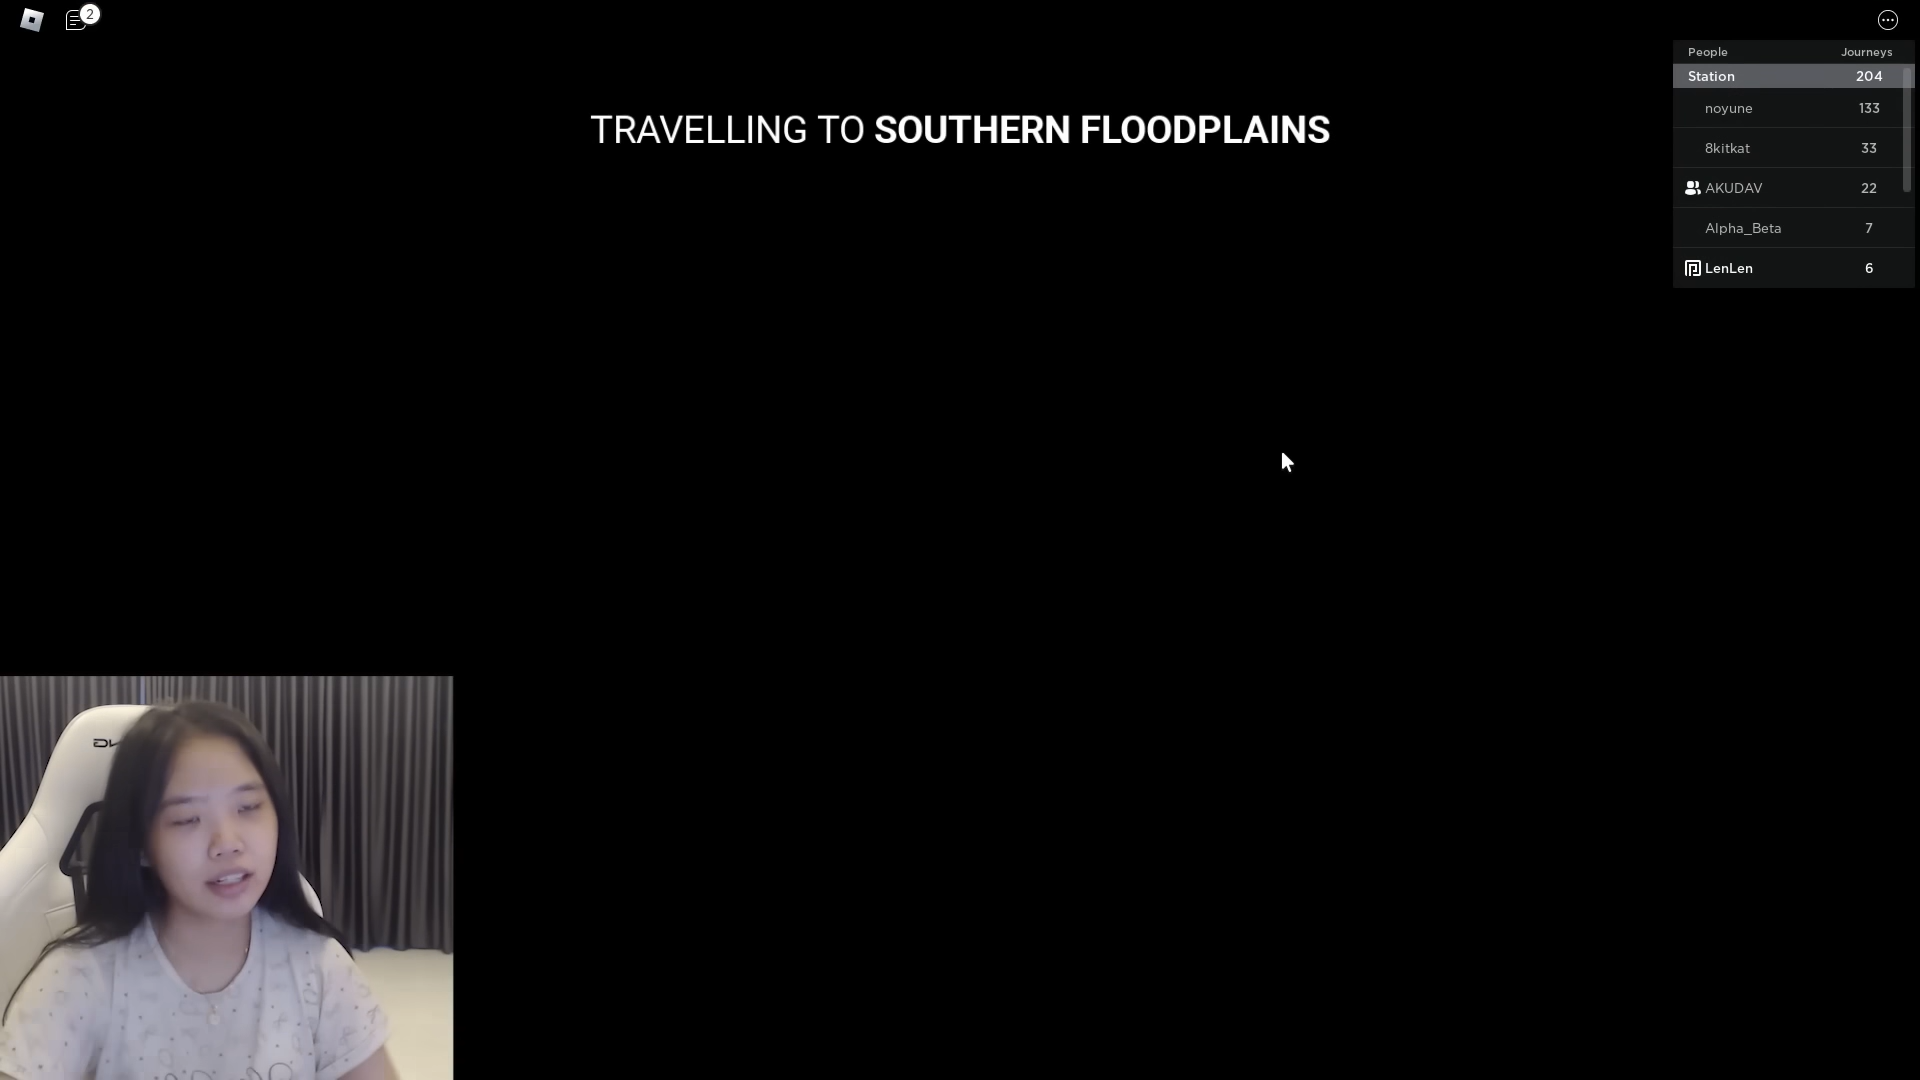 2
People Journeys
Station 204
noyune 133
8kitkat 33
AKUDAV 22
Alpha_Beta 7
LenLen 6
TRAVELLING TO SOUTHERN FLOODPLAINS